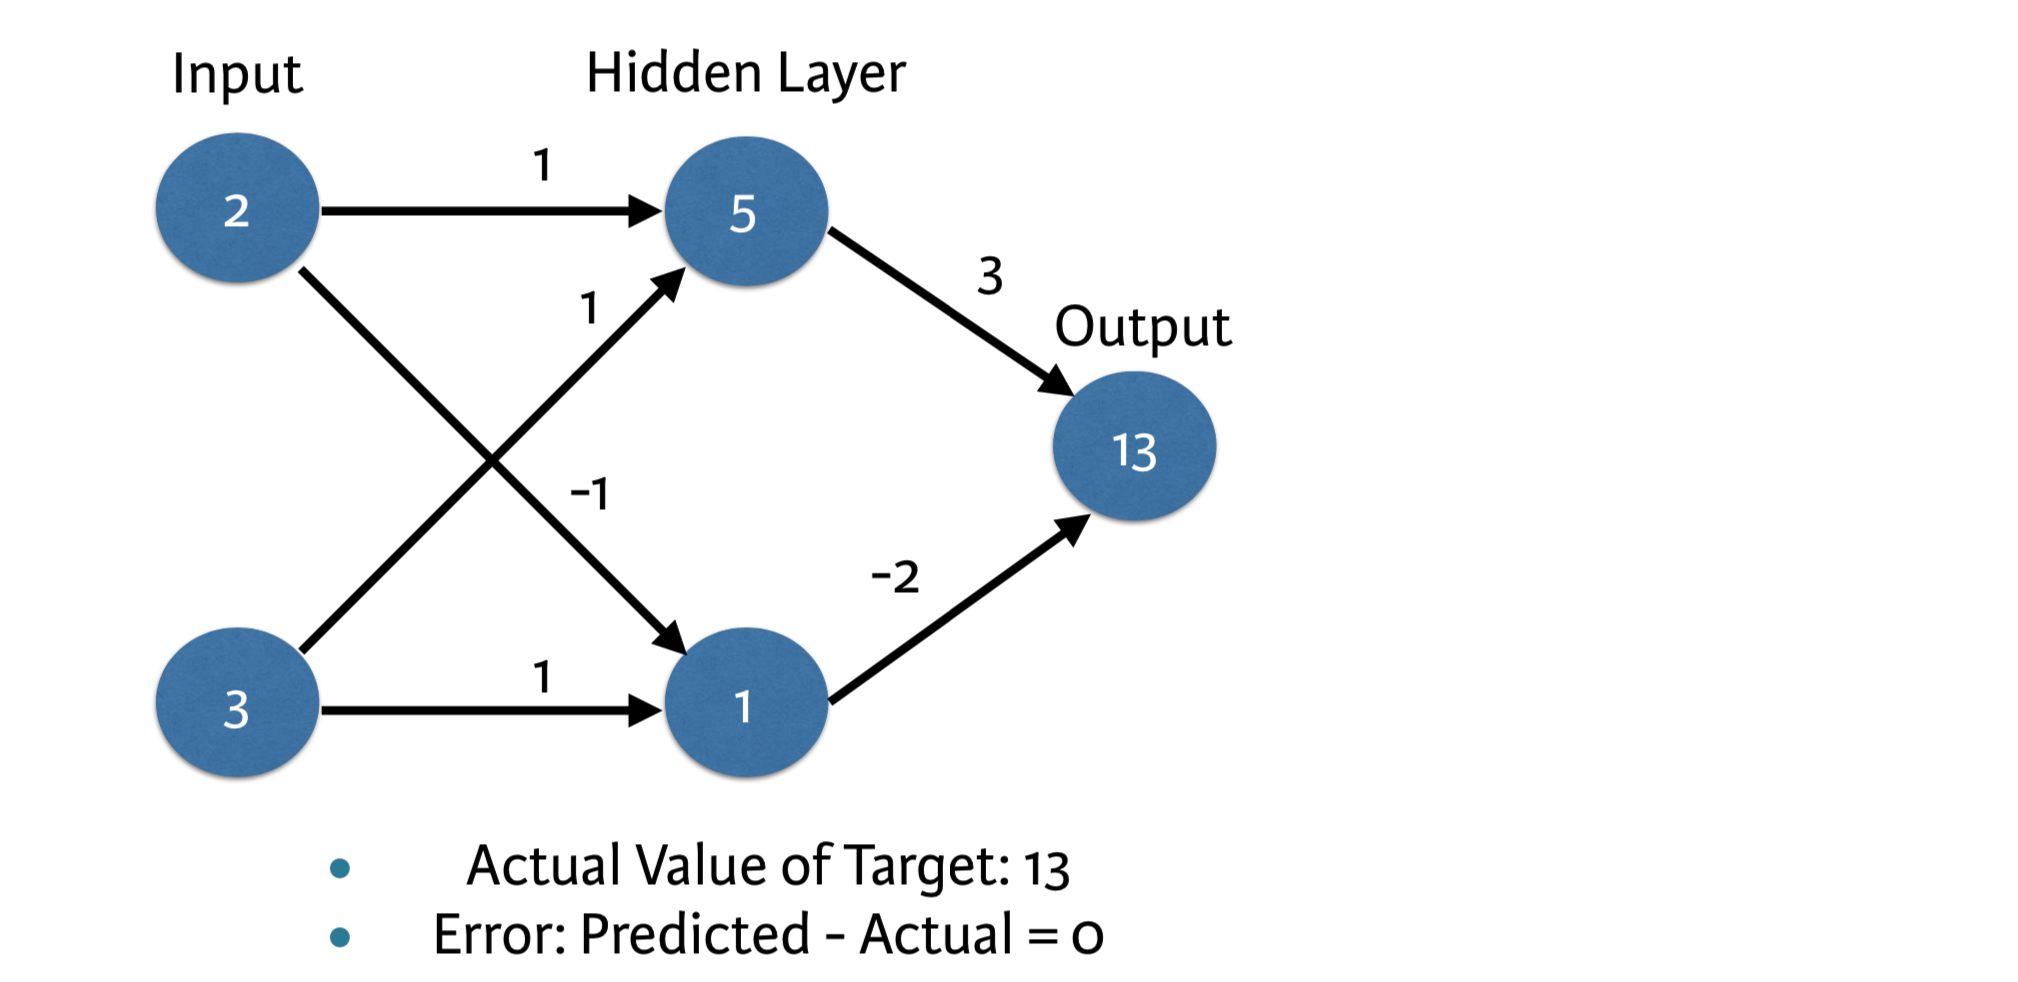 Input
Hidden Layer
1
2
5
1
3
Output
13
-1
-2
1
3
1
• Actual Value of Target: 13
• Error: Predicted - Actual = 0